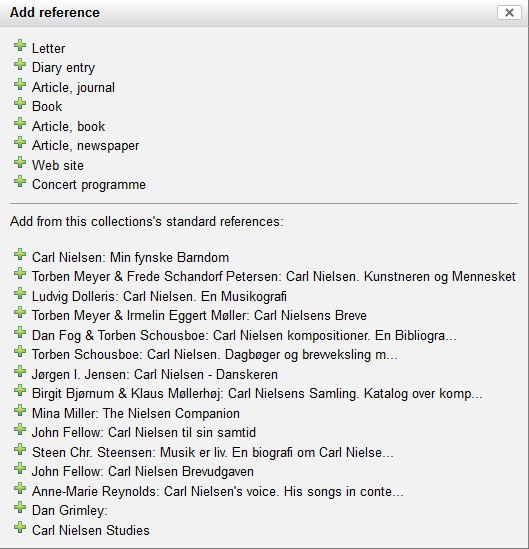 Add reference
Letter
Diary entry
Article, journal
Book
Article, book
Article, newspaper
Web site
Concert programme
Add from this collections's standard references:
Carl Nielsen: Min fynske Barndom
Torben Meyer & Frede Schandorf Petersen: Carl Nielsen. Kunstneren og Mennesket
Ludvig Dolleris: Carl Nielsen. En Musikografi
Torben Meyer & Irmelin Eggert Møller: Carl Nielsens Breve
Dan Fog & Torben Schousboe: Carl Nielsen kompositioner. En Bibliogra...
Torben Schousboe: Carl Nielsen. Dagbøger og brevveksling m...
Jørgen I. Jensen: Carl Nielsen - Danskeren
Birgit Bjørnum & Klaus Møllerhøj: Carl Nielsens Samling. Katalog over komp...
Mina Miller: The Nielsen Companion
John Fellow: Carl Nielsen til sin samtid
Steen Chr. Steensen: Musik er liv. En biografi om Carl Nielse...
John Fellow: Carl Nielsen Brevudgaven
Anne-Marie Reynolds: Carl Nielsen's voice. His songs in conte...
Dan Grimley:
Carl Nielsen Studies